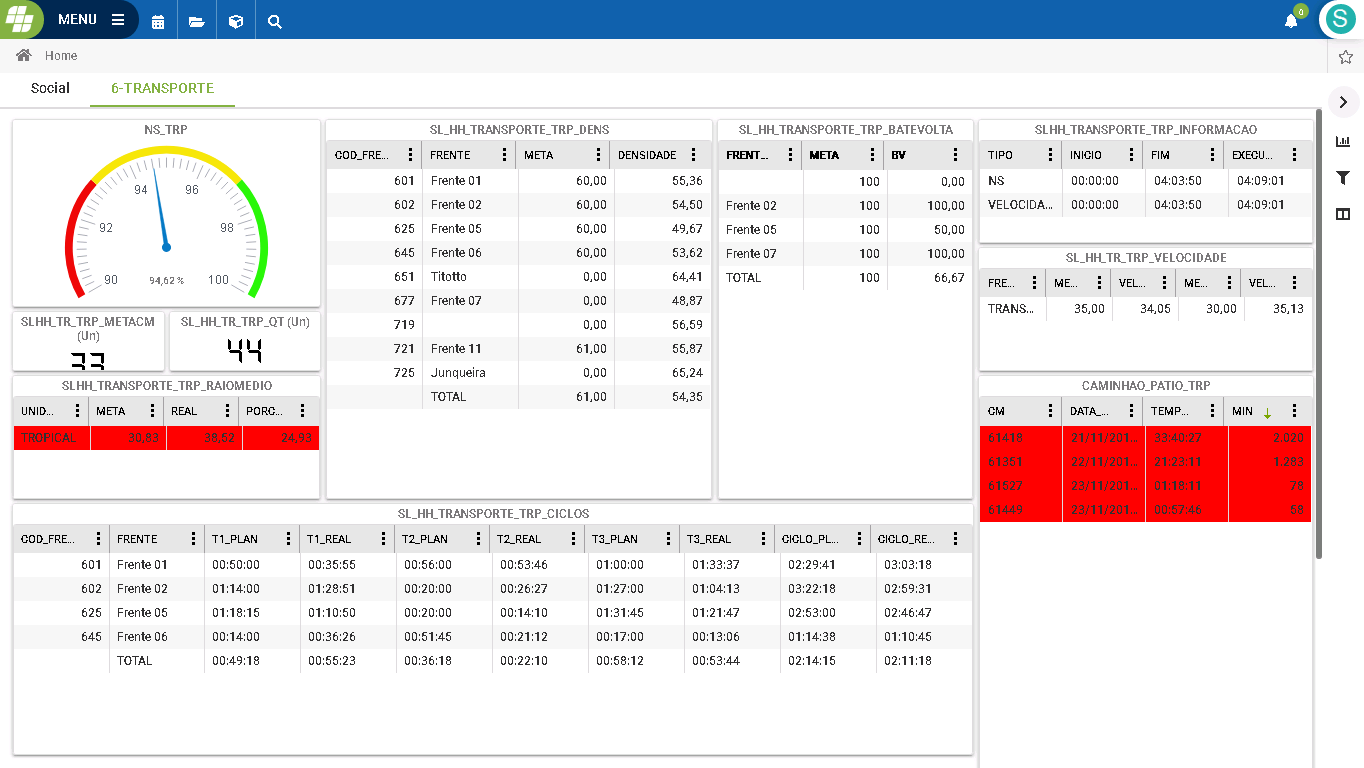 MENU
0
S
Home
Social 6-TRANSPORTE
NS_TRP
90 92 94 96 98 100
94,62 %
SLHH_TR_TRP_METACM
(Un)
33
SL_HH_TR_TRP_QT (Un)
44
SLHH_TRANSPORTE_TRP_RAIOMEDIO
UNID... META REAL PORC...
TROPICAL 30,83 38,52 24,93
SL_HH_TRANSPORTE_TRP_DENS
COD_FRE... FRENTE META DENSIDADE
601 Frente 01 60,00 55,36
602 Frente 02 60,00 54,50
625 Frente 05 60,00 49,67
645 Frente 06 60,00 53,62
651 Titotto 0,00 64,41
677 Frente 07 0,00 48,87
719 0,00 56,59
721 Frente 11 61,00 55,87
725 Junqueira 0,00 65,24
TOTAL 61,00 54,35
SL_HH_TRANSPORTE_TRP_BATEVOLTA
FRENT... META BV
100 0,00
Frente 02 100 100,00
Frente 05 100 50,00
Frente 07 100 100,00
TOTAL 100 66,67
SLHH_TRANSPORTE_TRP_INFORMACAO
TIPO INICIO FIM EXECU...
NS 00:00:00 04:03:50 04:09:01
VELOCIDA... 00:00:00 04:03:50 04:09:01
SL_HH_TR_TRP_VELOCIDADE
FRE... ME... VEL... ME... VEL...
TRANS... 35,00 34,05 30,00 35,13
CAMINHAO_PATIO_TRP
CM DATA_... TEMP... MIN
61418 21/11/201... 33:40:27 2.020
61351 22/11/201... 21:23:11 1.283
61527 23/11/201... 01:18:11 78
61449 23/11/201... 00:57:46 58
SL_HH_TRANSPORTE_TRP_CICLOS
COD_FRE... FRENTE T1_PLAN T1_REAL T2_PLAN T2_REAL T3_PLAN T3_REAL CICLO_PL... CICLO_RE...
601 Frente 01 00:50:00 00:35:55 00:56:00 00:53:46 01:00:00 01:33:37 02:29:41 03:03:18
602 Frente 02 01:14:00 01:28:51 00:20:00 00:26:27 01:27:00 01:04:13 03:22:18 02:59:31
625 Frente 05 01:18:15 01:10:50 00:20:00 00:14:10 01:31:45 01:21:47 02:53:00 02:46:47
645 Frente 06 00:14:00 00:36:26 00:51:45 00:21:12 00:17:00 00:13:06 01:14:38 01:10:45
TOTAL 00:49:18 00:55:23 00:36:18 00:22:10 00:58:12 00:53:44 02:14:15 02:11:18